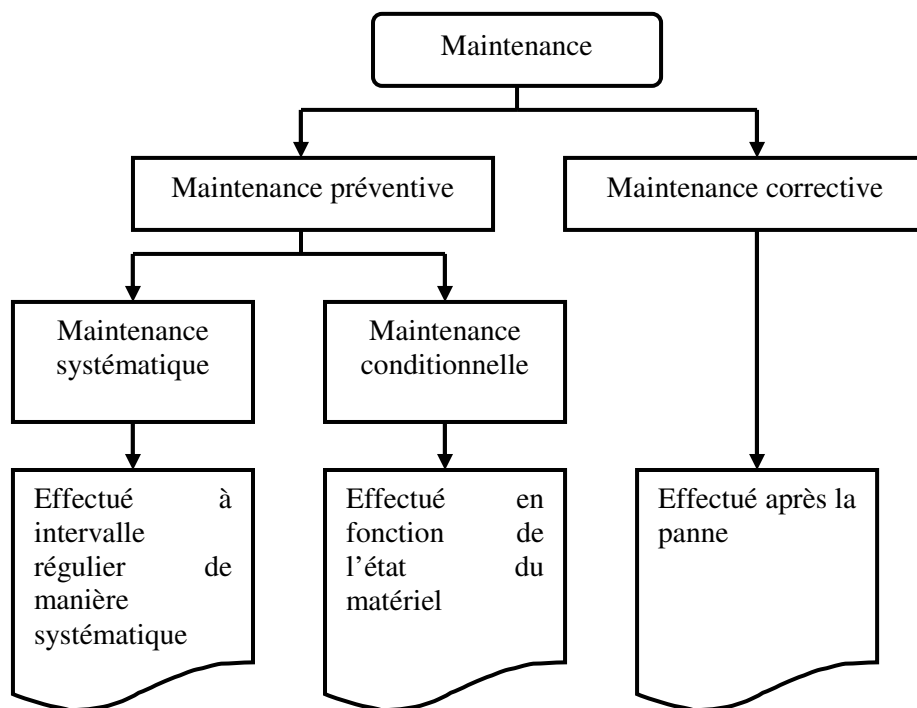 Maintenance
Maintenance préventive
Maintenance corrective
Maintenance
systématique
Maintenance
conditionnelle
Effectué à
intervalle
régulier de
manière
systématique
Effectué en
fonction de
l'état du
matériel
Effectué après la
panne